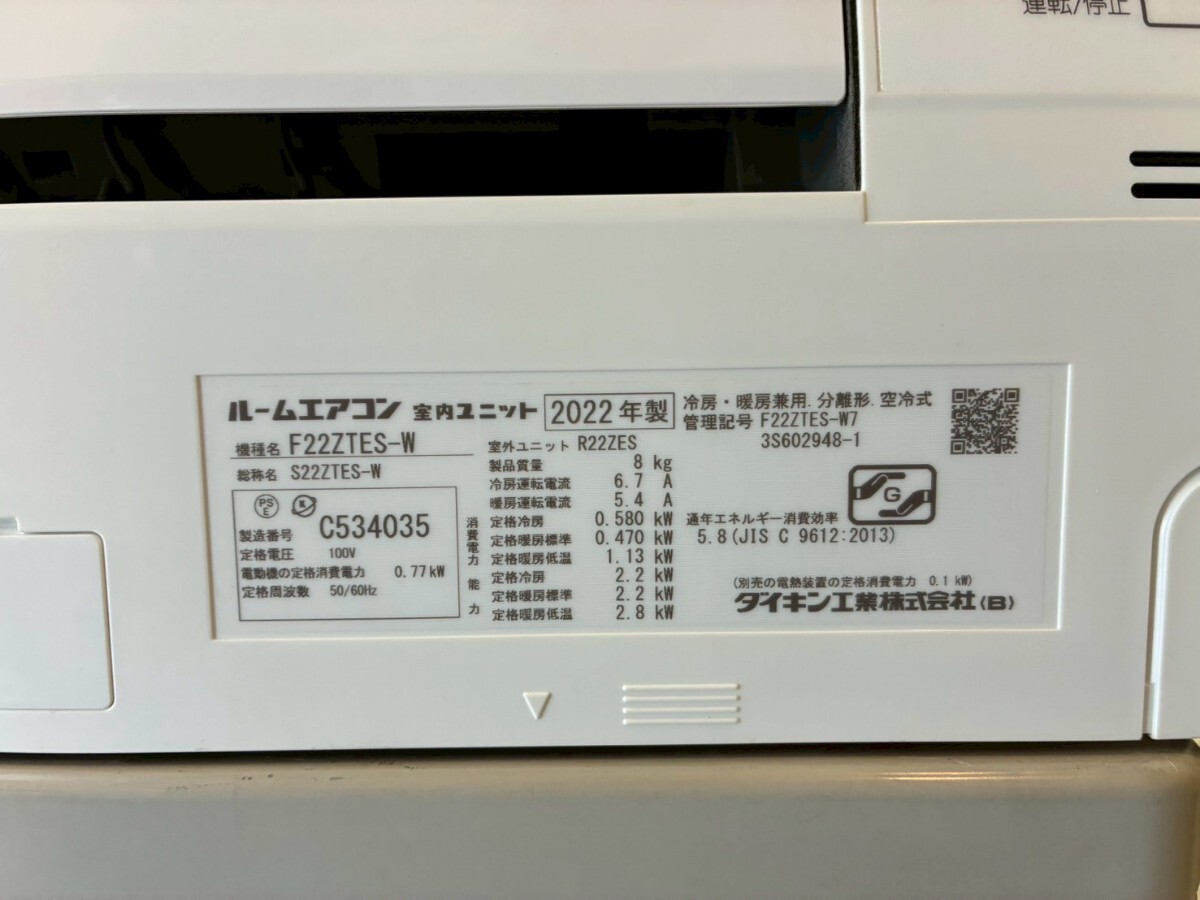 運転/停止
ルームエアコン 室内ユニット 2022年製
冷房・暖房兼用.分離形.空冷式
管理記号 F22ZTES-W7
3S602948-1
機種名 F22ZTES-W
総称名 S22ZTES-W
PS
E
製造番号 C534035
定格電圧 100V
電動機の定格消費電力 0.77kW
定格周波数 50/60Hz
室外ユニット R22ZES
製品質量 8 kg
冷房運転電流 6.7 A
暖房運転電流 5.4 A
消費電力
定格冷房 0.580 kW
定格暖房標準 0.470 kW
定格暖房低温 1.13 kW
能力
定格冷房 2.2 kW
定格暖房標準 2.2 kW
定格暖房低温 2.8 kW
G
通年エネルギー消費効率
5.8(JIS C 9612:2013)
(別売の電熱装置の定格消費電力 0.1 kW)
ダイキン工業株式会社(B)